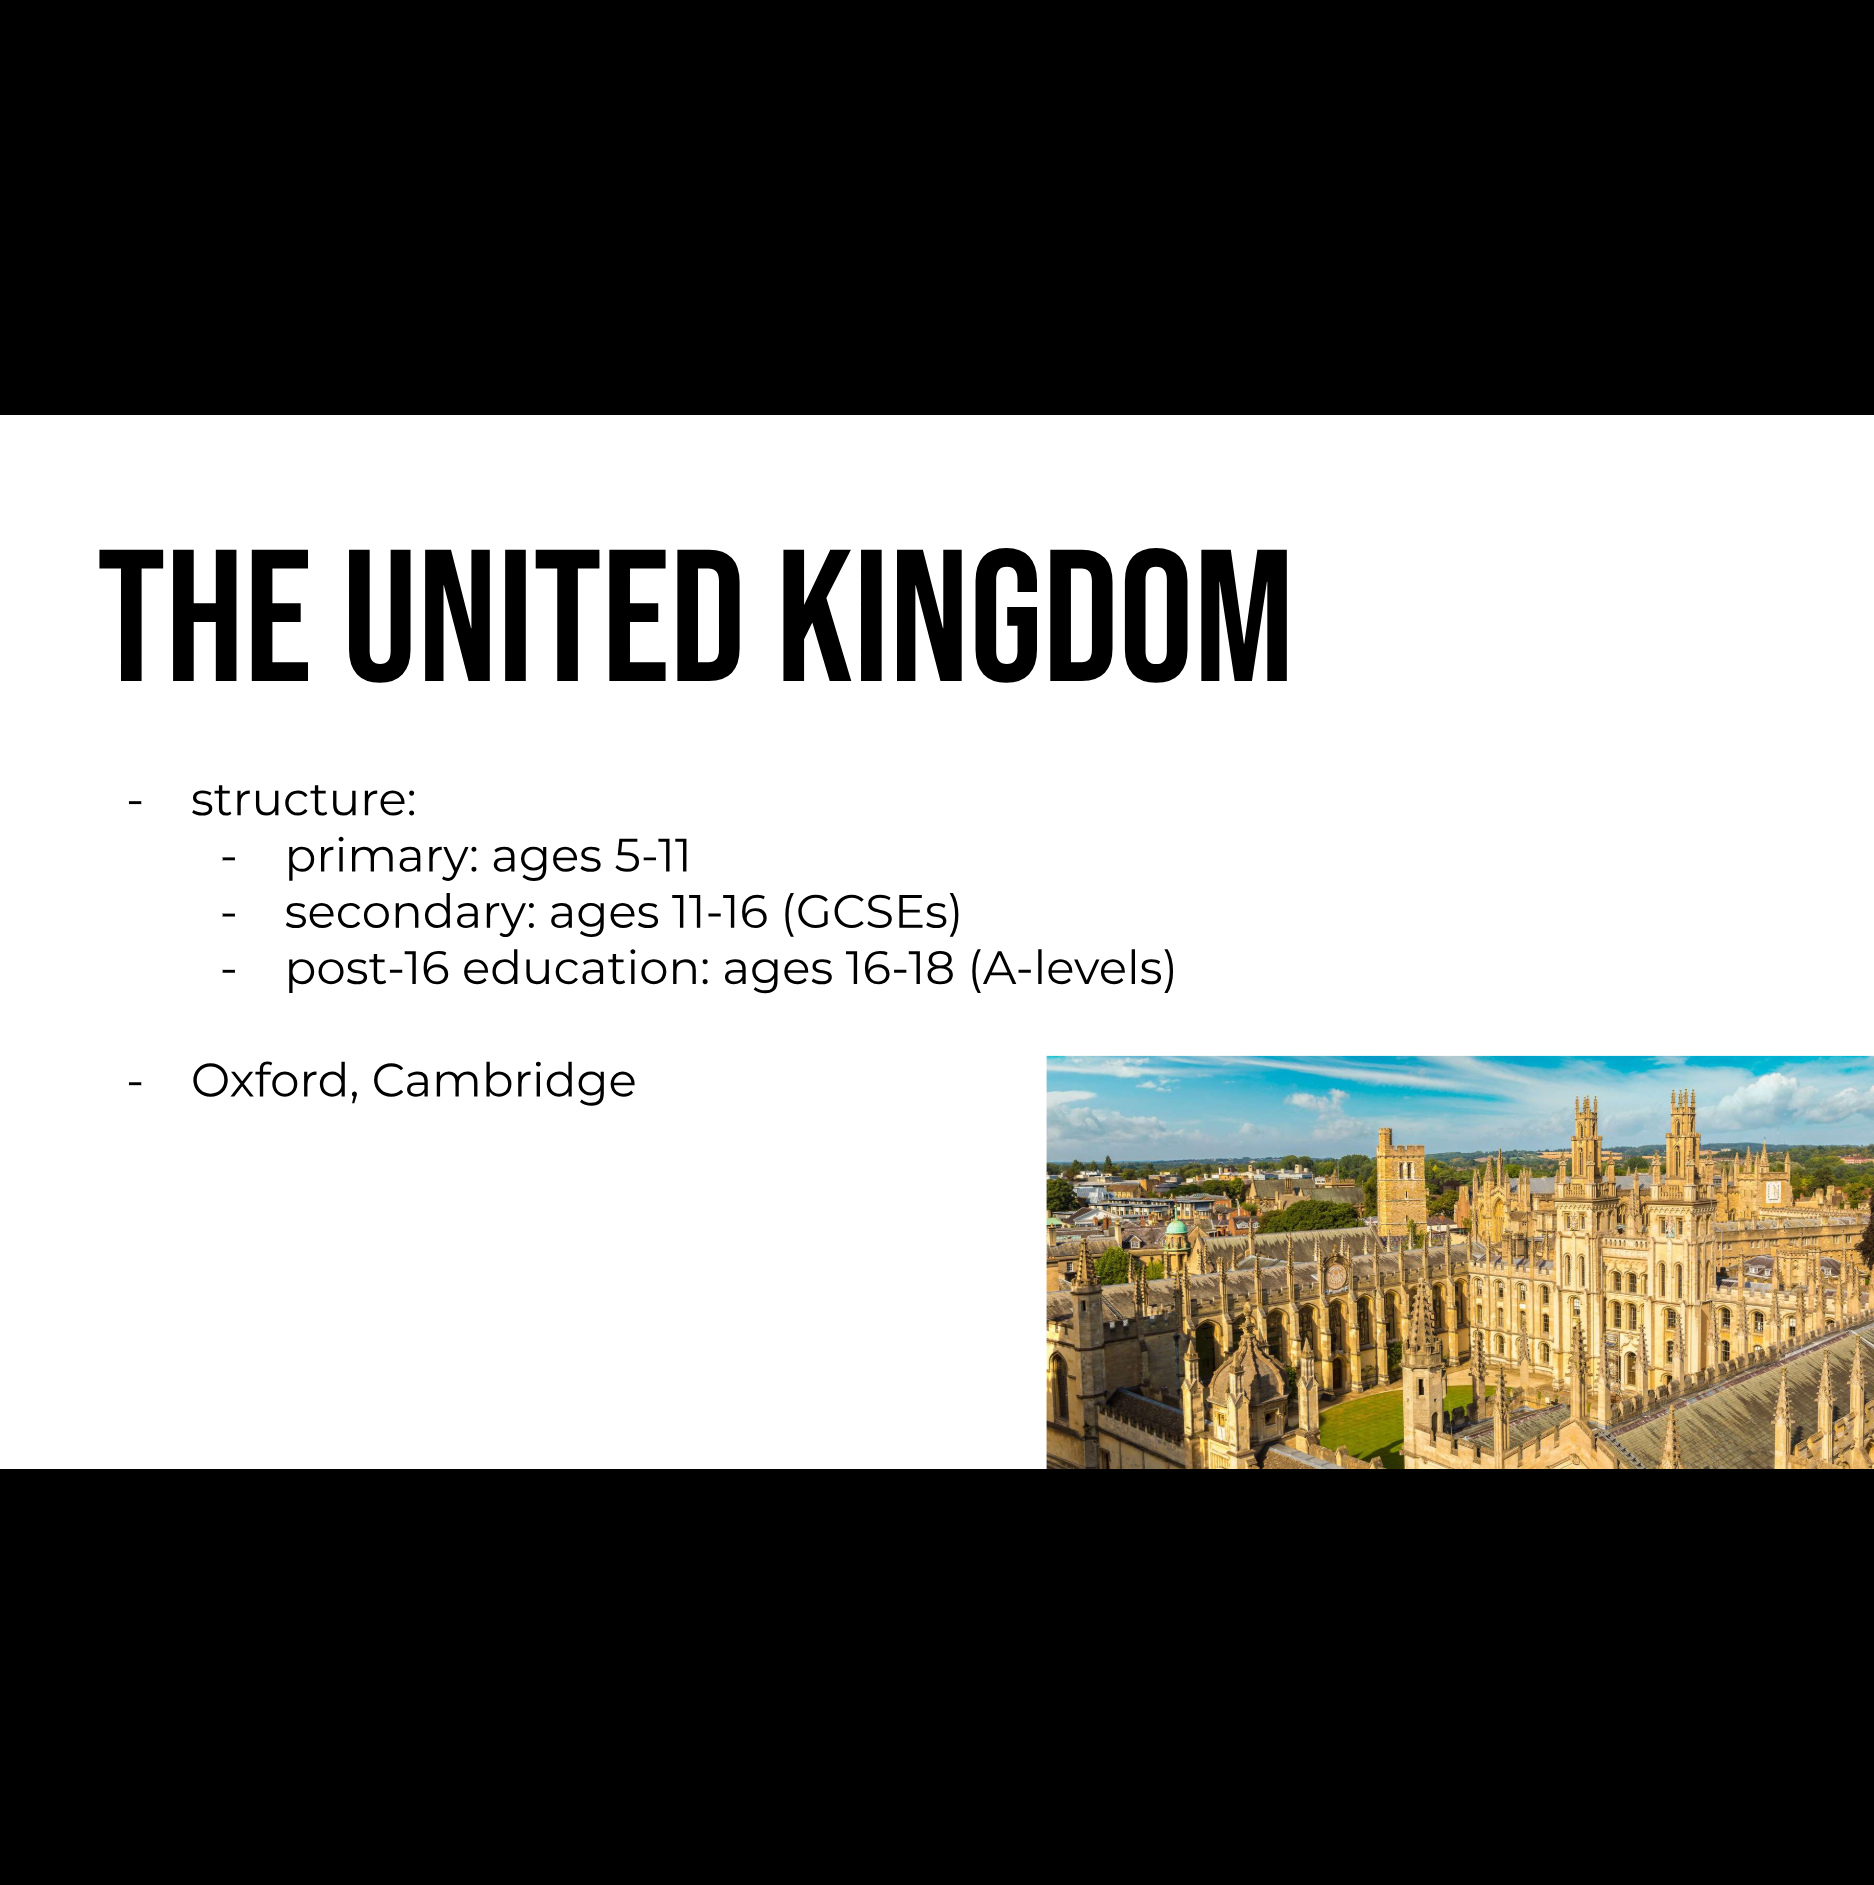 THE UNITED KINGDOM
- structure:
- primary: ages 5-11
- secondary: ages 11-16 (GCSEs)
- post-16 education: ages 16-18 (A-levels)
- Oxford, Cambridge